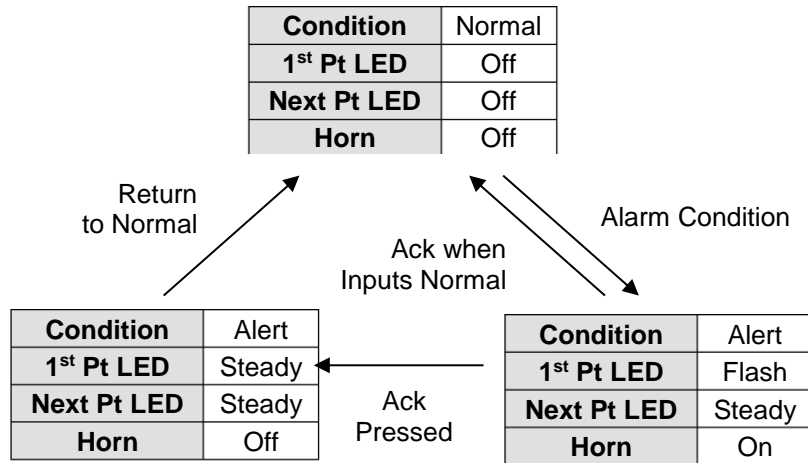 Condition Normal
1st Pt LED Off
Next Pt LED Off
Horn Off
Return
to Normal
Alarm Condition
Ack when
Inputs Normal
Condition Alert
1st Pt LED Steady
Next Pt LED Steady
Horn Off
Ack
Pressed
Condition Alert
1st Pt LED Flash
Next Pt LED Steady
Horn On